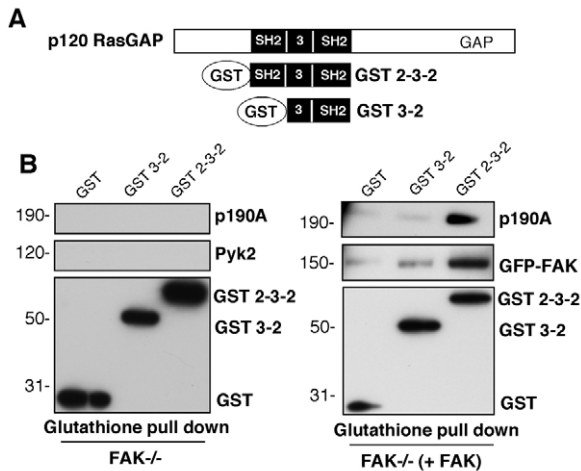 A
p120 RasGAP SH2 3 SH2 GAP
GST SH2 3 SH2 GST 2-3-2
GST 3 SH2 GST 3-2
B
GST GST 3-2 GST 2-3-2
190- p190A
120- Pyk2
GST 2-3-2
50- GST 3-2
31- GST
Glutathione pull down
FAK-/-
GST GST 3-2 GST 2-3-2
190- p190A
150- GFP-FAK
GST 2-3-2
50- GST 3-2
31- GST
Glutathione pull down
FAK-/- (+ FAK)